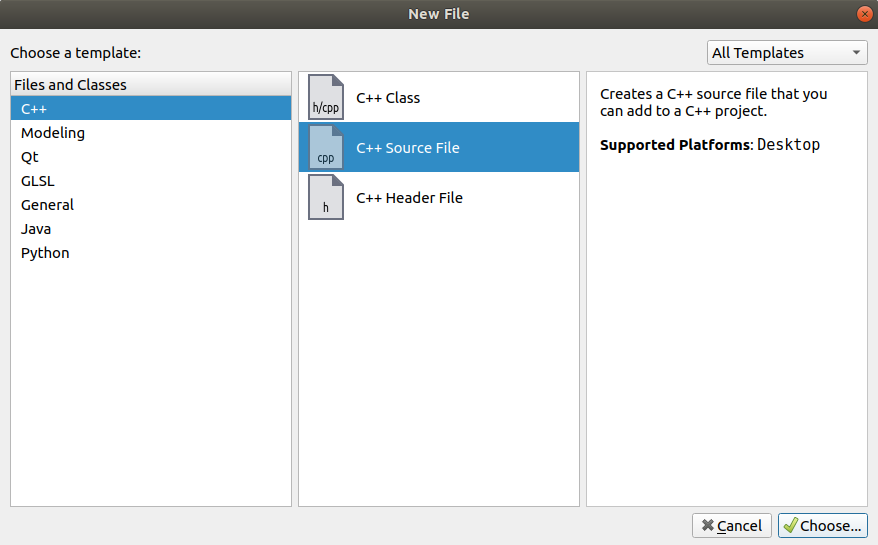 New File
Choose a template:
All Templates
Files and Classes
C++
Modeling
Qt
GLSL
General
Java
Python
h/cpp
C++ Class
cpp
C++ Source File
h
C++ Header File
Creates a C++ source file that you
can add to a C++ project.
Supported Platforms: Desktop
Cancel
Choose...